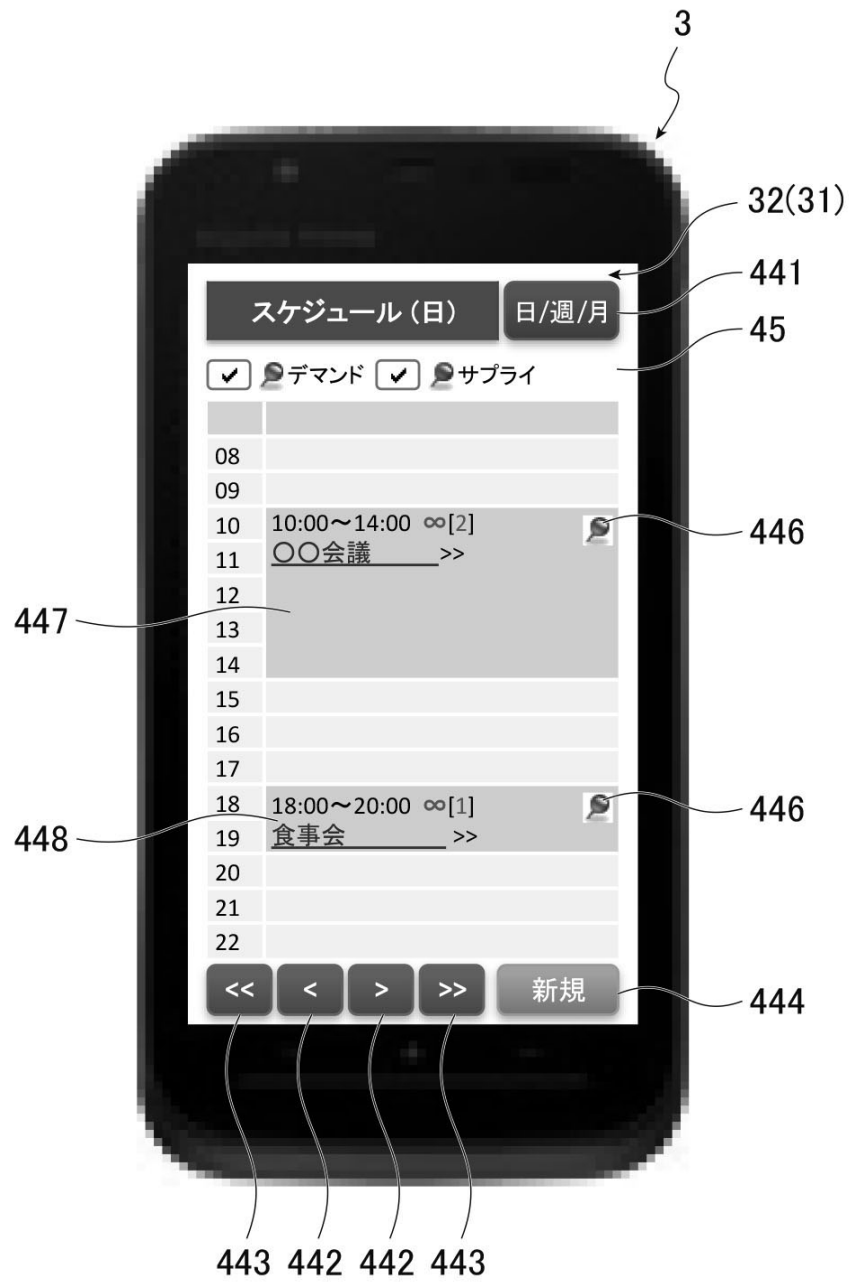 3
32(31)
スケジュール(日) 日/週/月
441
45
デマンド サプライ
08
09
10 10:00〜14:00 ∞[2]
446
11 〇〇会議 >>
12
447
13
14
15
16
17
18 18:00〜20:00 ∞[1]
446
448
19 食事会 >>
20
21
22
<< < > >> 新規
444
443 442 442 443